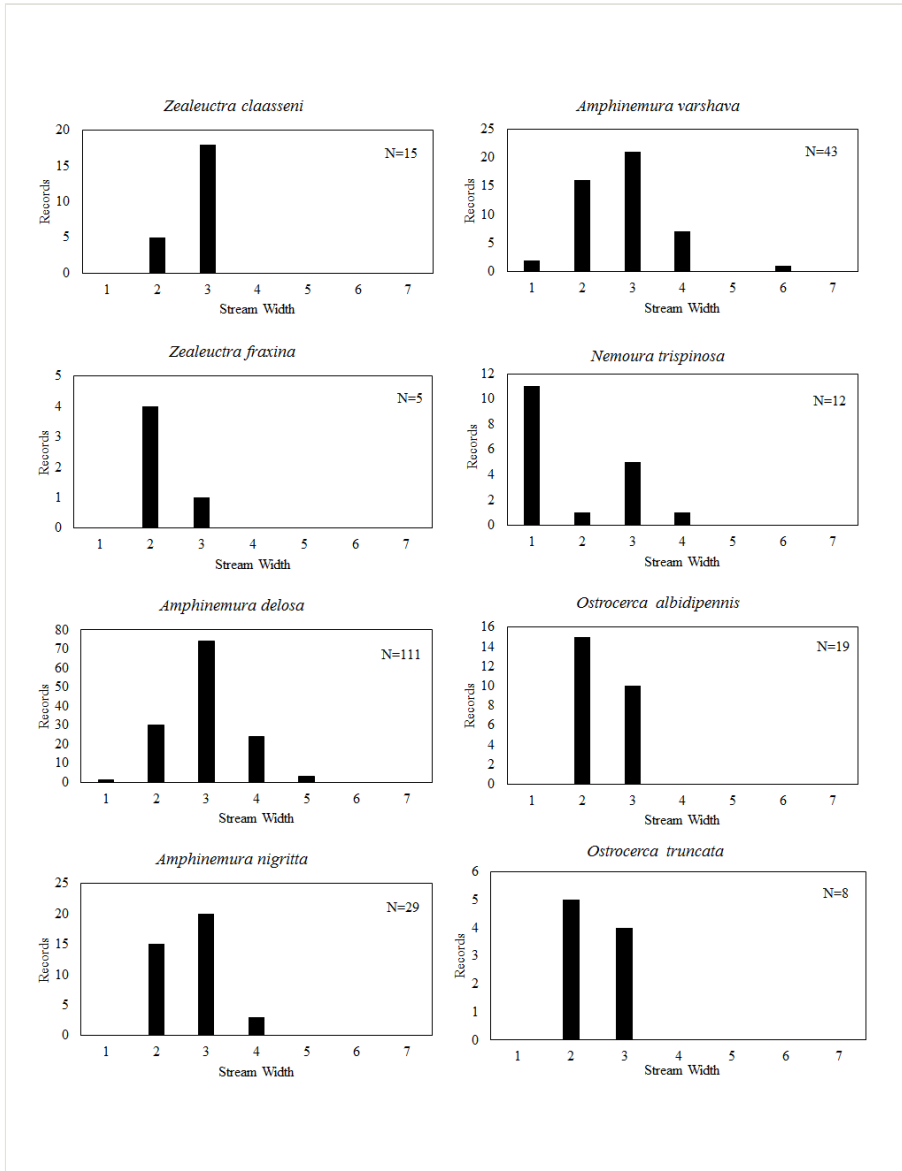 Zealeuctra claasseni
20
15
10
5
0
Records
N=15
1 2 3 4 5 6 7
Stream Width
Amphinemura varshava
25
20
15
10
5
0
Records
N=43
1 2 3 4 5 6 7
Stream Width
Zealeuctra fraxina
5
4
3
2
1
0
Records
N=5
1 2 3 4 5 6 7
Stream Width
Nemoura trispinosa
12
10
8
6
4
2
0
Records
N=12
1 2 3 4 5 6 7
Stream Width
Amphinemura delosa
80
70
60
50
40
30
20
10
0
Records
N=111
1 2 3 4 5 6 7
Stream Width
Ostrocerca albidipennis
16
14
12
10
8
6
4
2
0
Records
N=19
1 2 3 4 5 6 7
Stream Width
Amphinemura nigritta
25
20
15
10
5
0
Records
N=29
1 2 3 4 5 6 7
Stream Width
Ostrocerca truncata
6
5
4
3
2
1
0
Records
N=8
1 2 3 4 5 6 7
Stream Width